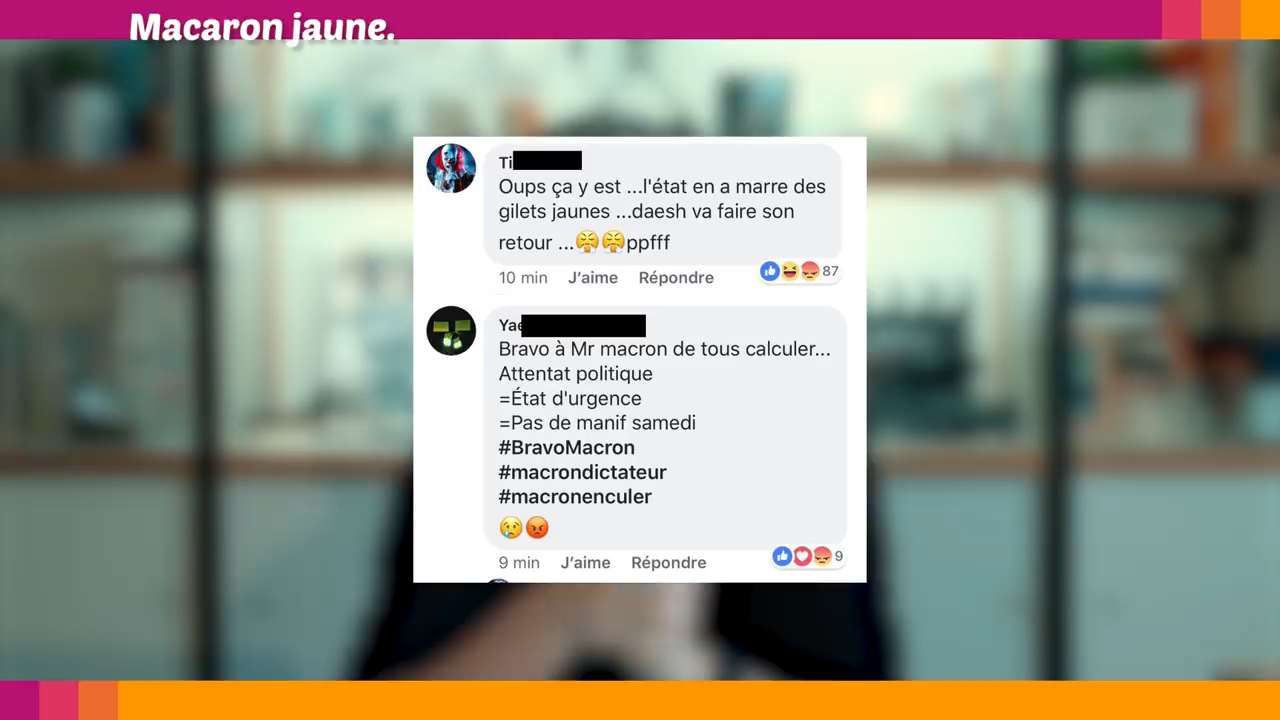 Macaron jaune.
Ti
Oups ça y est ...l'état en a marre des
gilets jaunes ...daesh va faire son
retour ...😤😤ppfff
10 min J'aime Répondre 87
Yae
Bravo à Mr macron de tous calculer...
Attentat politique
=État d'urgence
=Pas de manif samedi
#BravoMacron
#macrondictateur
#macronenculer
😢😡
9 min J'aime Répondre 9